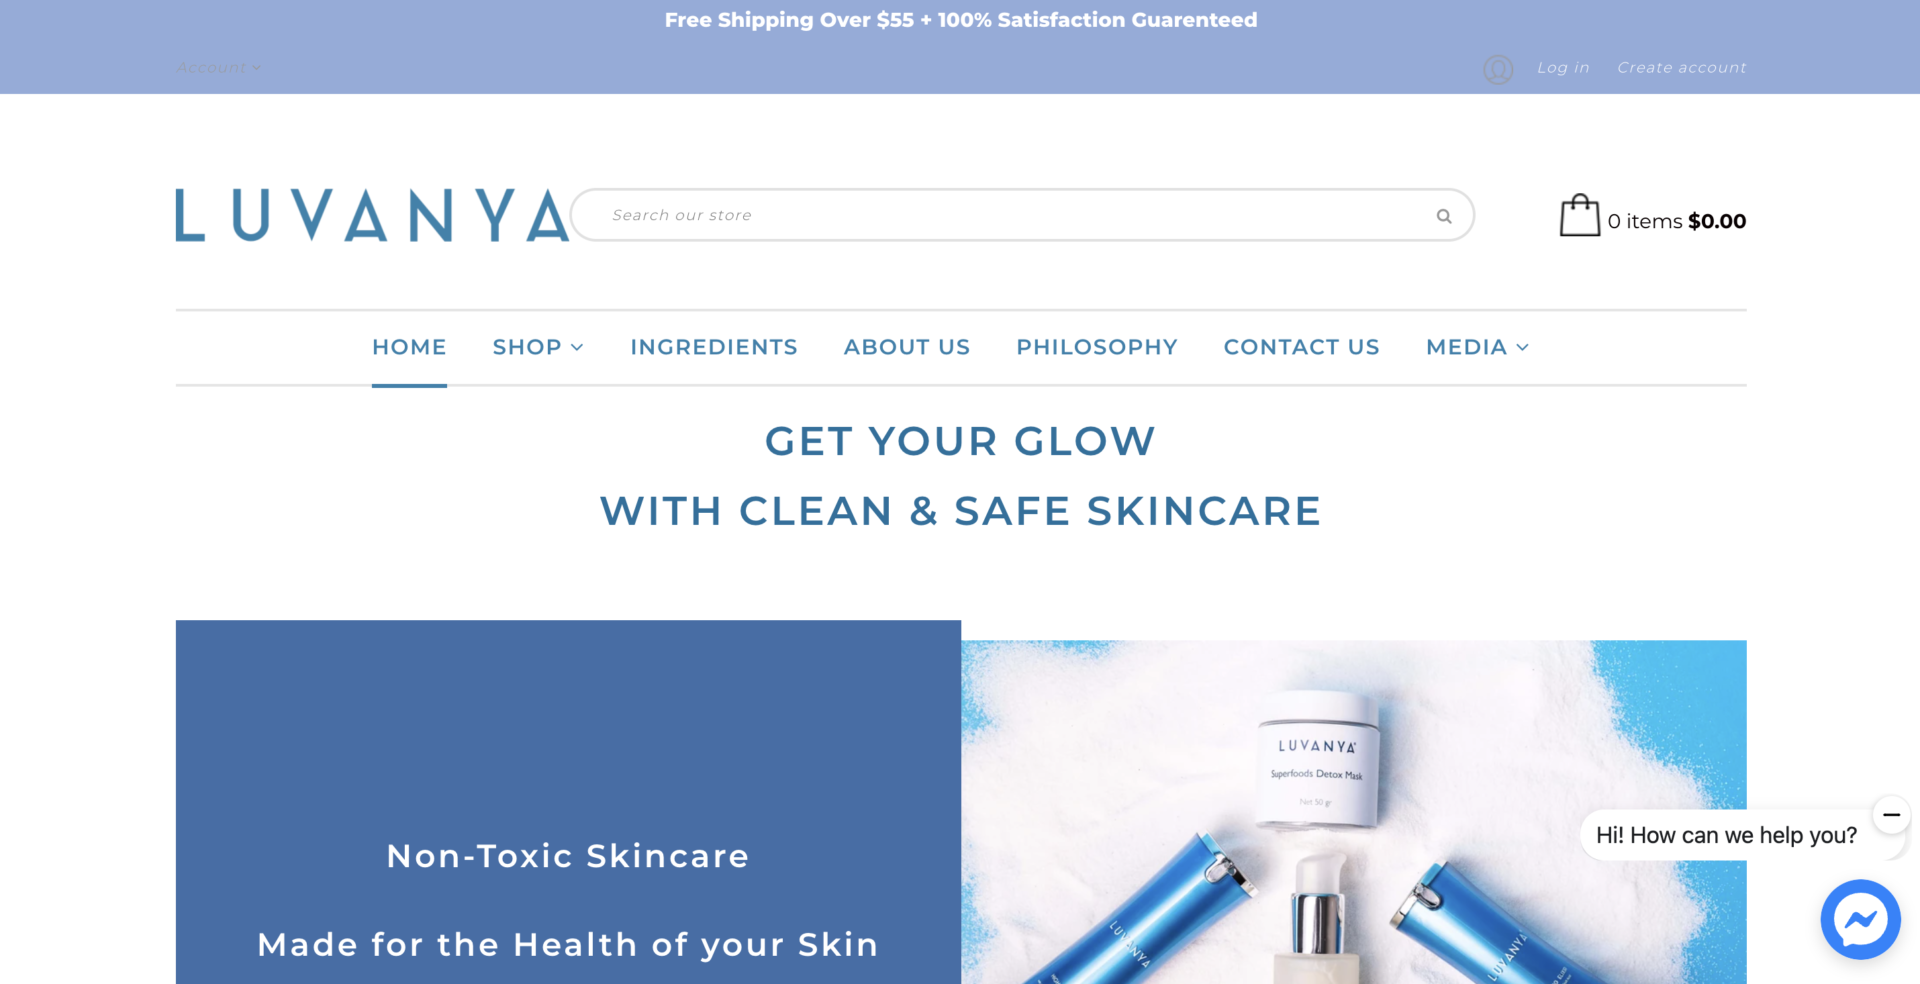 Free Shipping Over $55 + 100% Satisfaction Guarenteed
Account
Log in
Create account
LUVANYA
Search our store
0 items $0.00
HOME
SHOP
INGREDIENTS
ABOUT US
PHILOSOPHY
CONTACT US
MEDIA
GET YOUR GLOW
WITH CLEAN & SAFE SKINCARE
Non-Toxic Skincare
Made for the Health of your Skin
LUVANYA
Superfoods Detox Mask
Net 50 gr
LUVANYA
LUVANYA
Hi! How can we help you?